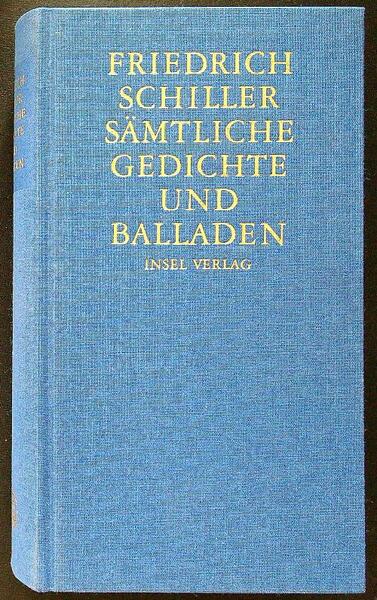 FRIEDRICH
SCHILLER
SÄMTLICHE
GEDICHTE
UND
BALLADEN
INSEL VERLAG